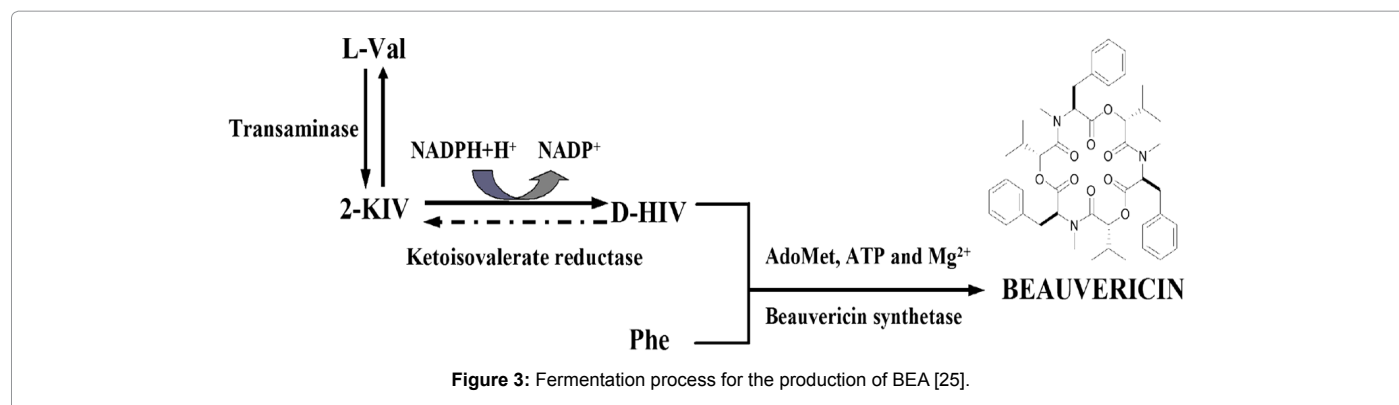 L-Val
Transaminase
NADPH+H⁺ NADP⁺
2-KIV
D-HIV
Ketoisovalerate reductase
AdoMet, ATP and Mg²⁺
Beauvericin synthetase
Phe
BEAUVERICIN
N
O
O
O
N
O
O
O
O
O
O
N
O
Figure 3: Fermentation process for the production of BEA [25].